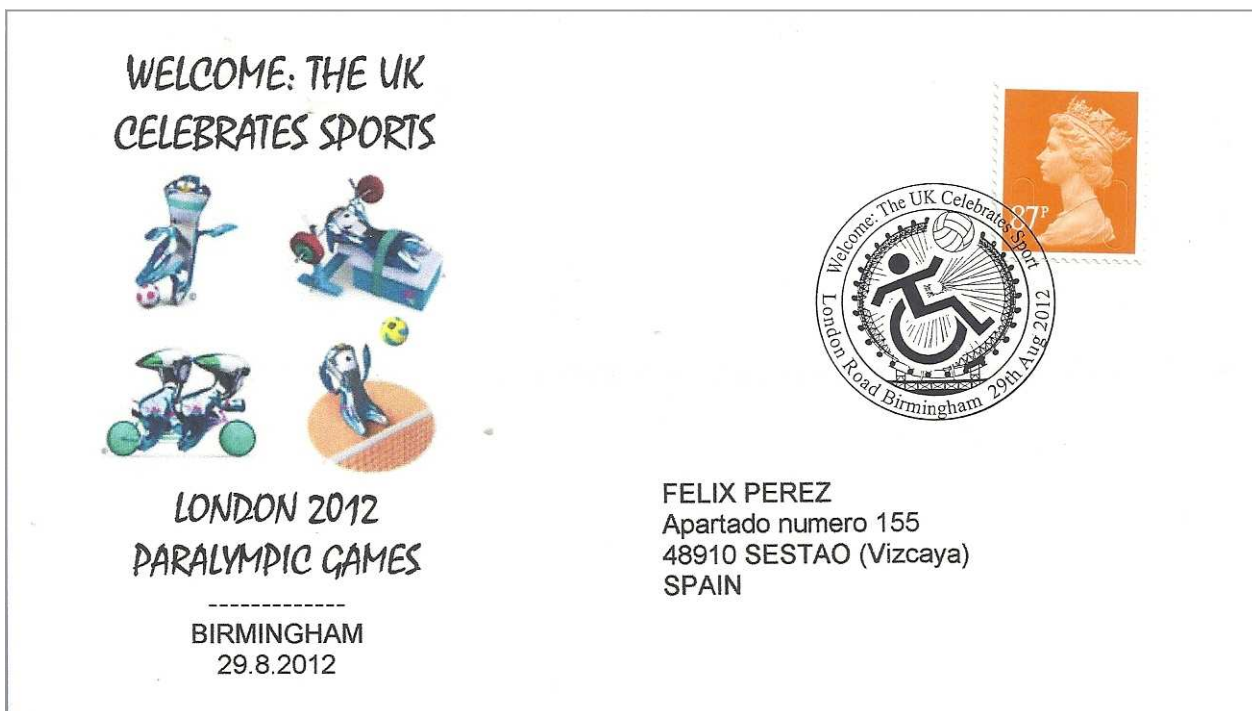 WELCOME: THE UK
CELEBRATES SPORTS
LONDON 2012
PARALYMPIC GAMES
-------------
BIRMINGHAM
29.8.2012
87P
Welcome: The UK Celebrates Sport
London Road Birmingham 29th Aug 2012
FELIX PEREZ
Apartado numero 155
48910 SESTAO (Vizcaya)
SPAIN